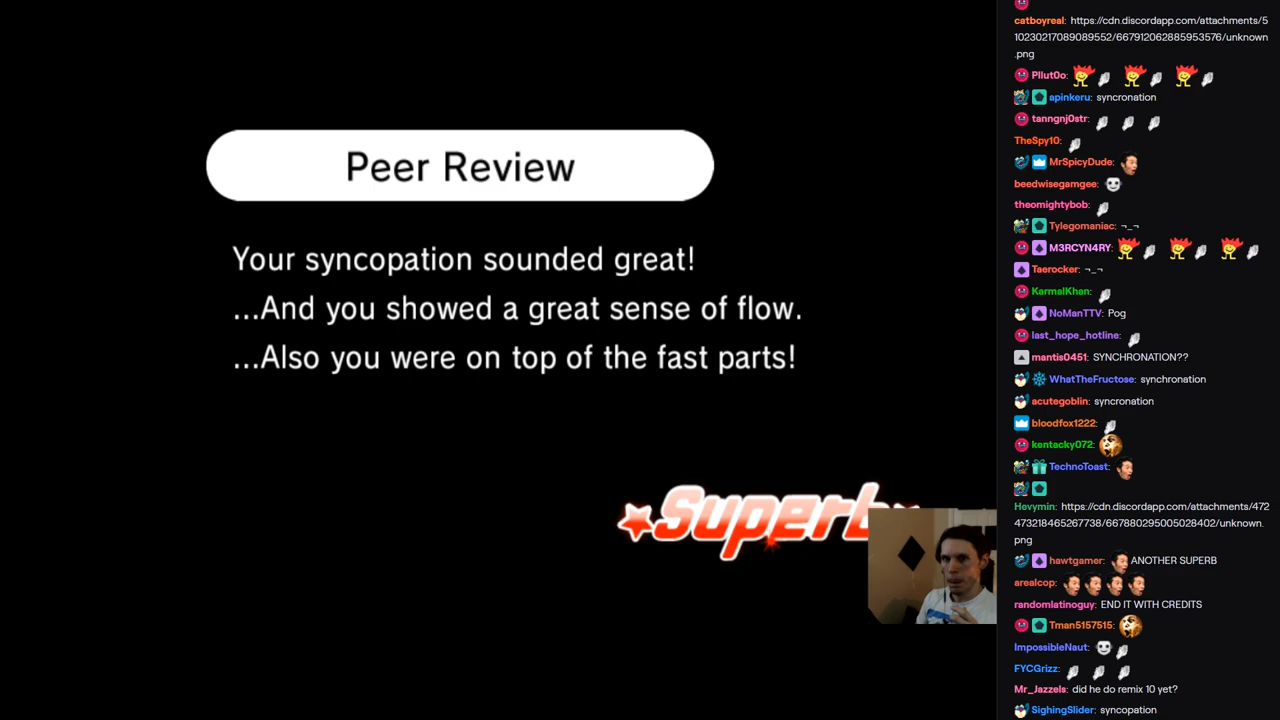 Peer Review
Your syncopation sounded great!
...And you showed a great sense of flow.
...Also you were on top of the fast parts!
Superb
catboyreal: https://cdn.discordapp.com/attachments/5
10230217089089552/667912062885953576/unknown
.png
Pllut0o:
apinkeru: syncronation
tanngnj0str:
TheSpy10:
MrSpicyDude:
beedwisegamgee:
theomightybob:
Tylegomaniac: ¬_¬
M3RCYN4RY:
Taerocker: ¬_¬
KarmalKhan:
NoManTTV: Pog
last_hope_hotline:
mantis0451: SYNCHRONATION??
WhatTheFructose: synchronation
acutegoblin: syncronation
bloodfox1222:
kentacky072:
TechnoToast:
Hevymin: https://cdn.discordapp.com/attachments/472
473218465267738/667880295005028402/unknown.
png
hawtgamer: ANOTHER SUPERB
arealcop:
randomlatinoguy: END IT WITH CREDITS
Tman5157515:
ImpossibleNaut:
FYCGrizz:
Mr_Jazzels: did he do remix 10 yet?
SighingSlider: syncopation